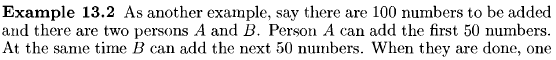 Example 13.2 As another example, say there are 100 numbers to be added
and there are two persons A and B. Person A can add the first 50 numbers.
At the same time B can add the next 50 numbers. When they are done, one